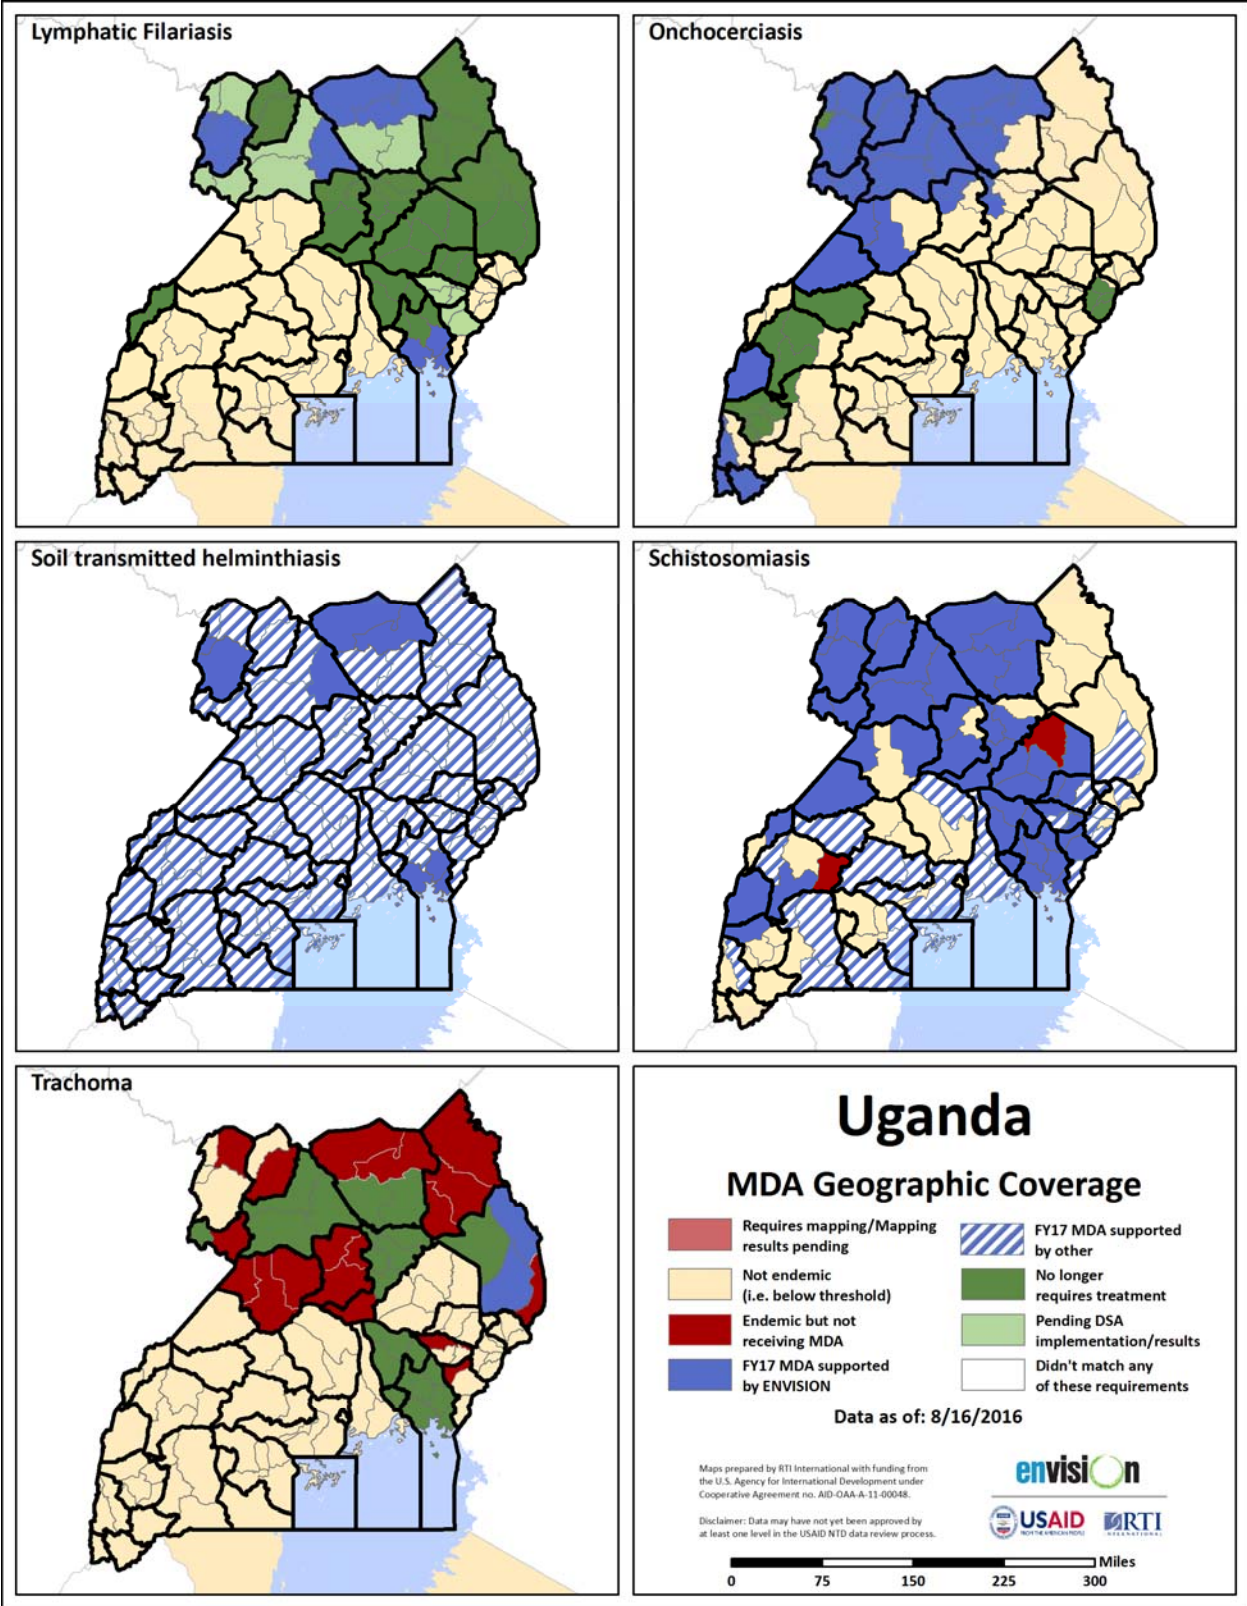 Lymphatic Filariasis
Onchocerciasis
Soil transmitted helminthiasis
Schistosomiasis
Trachoma
Uganda
MDA Geographic Coverage
Requires mapping/Mapping
results pending
Not endemic
(i.e. below threshold)
Endemic but not
receiving MDA
FY17 MDA supported
by ENVISION
FY17 MDA supported
by other
No longer
requires treatment
Pending DSA
implementation/results
Didn't match any
of these requirements
Data as of: 8/16/2016
Maps prepared by RTI International with funding from
the U.S. Agency for International Development under
Cooperative Agreement no. AID-OAA-A-11-00048.
Disclaimer: Data may have not yet been approved by
at least one level in the USAID NTD data review process.
envision
USAID
FROM THE AMERICAN PEOPLE
RTI
INTERNATIONAL
Miles
0 75 150 225 300